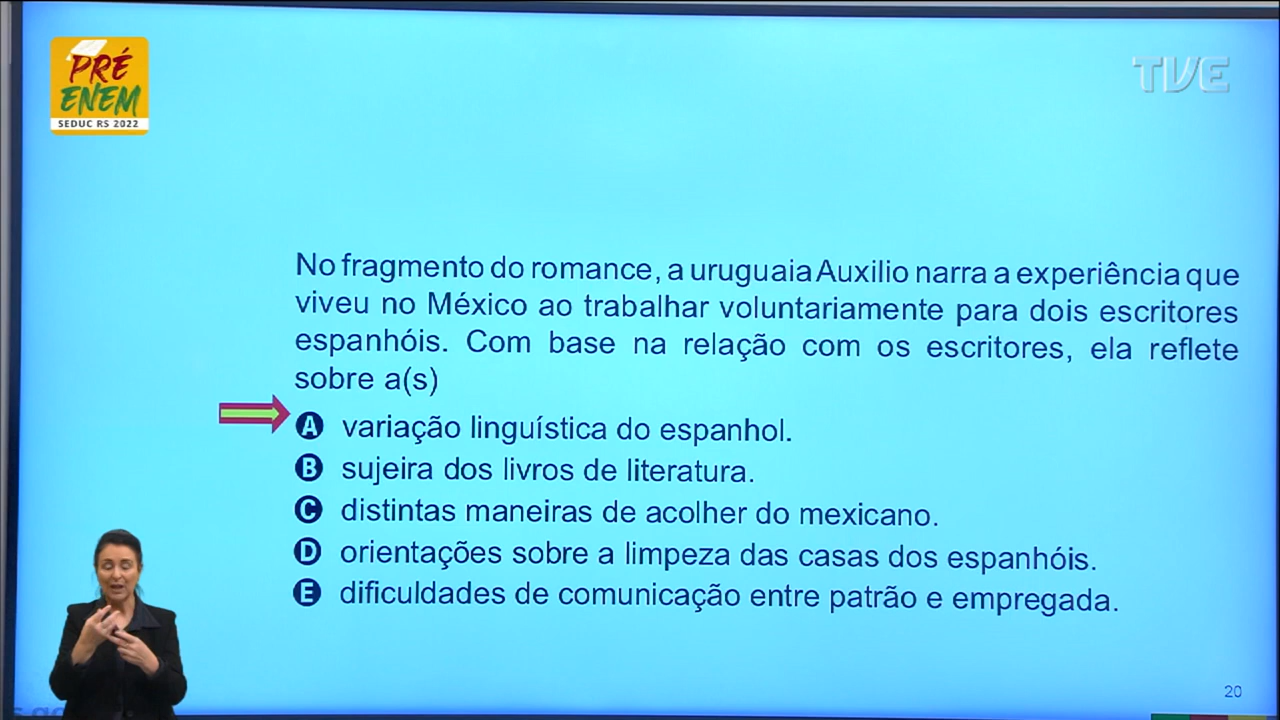 PRÉ
ENEM
SEDUC RS 2022
TVE
No fragmento do romance, a uruguaia Auxilio narra a experiência que
viveu no México ao trabalhar voluntariamente para dois escritores
espanhóis. Com base na relação com os escritores, ela reflete
sobre a(s)
A variação linguística do espanhol.
B sujeira dos livros de literatura.
C distintas maneiras de acolher do mexicano.
D orientações sobre a limpeza das casas dos espanhóis.
E dificuldades de comunicação entre patrão e empregada.
20